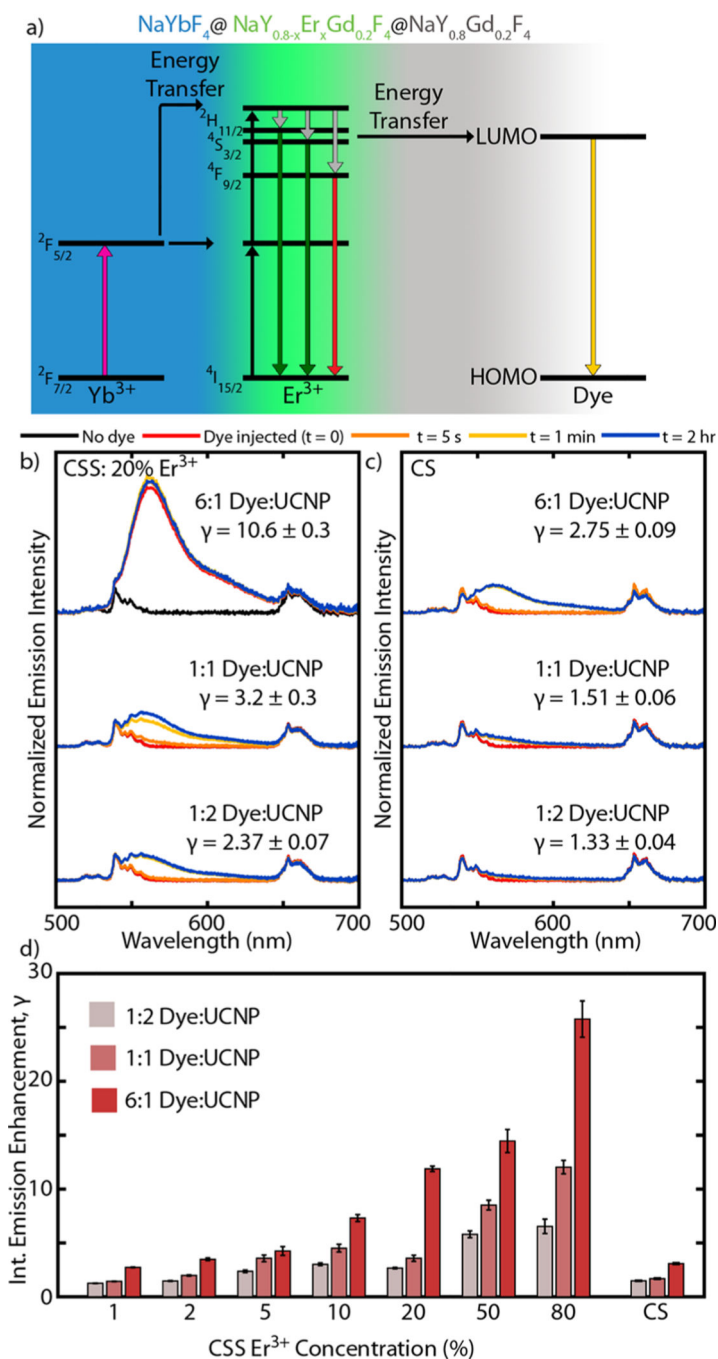 a)
NaYbF₄@ NaY₀.₈₋ₓErₓGd₀.₂F₄@NaY₀.₈Gd₀.₂F₄
Energy
Transfer
Energy
Transfer
²H₁₁/₂
⁴S₃/₂
⁴F₉/₂
LUMO
²F₅/₂
²F₇/₂
Yb³⁺
⁴I₁₅/₂
Er³⁺
HOMO
Dye
No dye Dye injected (t = 0) t = 5 s t = 1 min t = 2 hr
b)
CSS: 20% Er³⁺
6:1 Dye:UCNP
γ = 10.6 ± 0.3
1:1 Dye:UCNP
γ = 3.2 ± 0.3
1:2 Dye:UCNP
γ = 2.37 ± 0.07
Normalized Emission Intensity
500 600 700
Wavelength (nm)
c)
CS
6:1 Dye:UCNP
γ = 2.75 ± 0.09
1:1 Dye:UCNP
γ = 1.51 ± 0.06
1:2 Dye:UCNP
γ = 1.33 ± 0.04
Normalized Emission Intensity
500 600 700
Wavelength (nm)
d)
30
20
10
0
Int. Emission Enhancement, γ
1:2 Dye:UCNP
1:1 Dye:UCNP
6:1 Dye:UCNP
1 2 5 10 20 50 80 CS
CSS Er³⁺ Concentration (%)